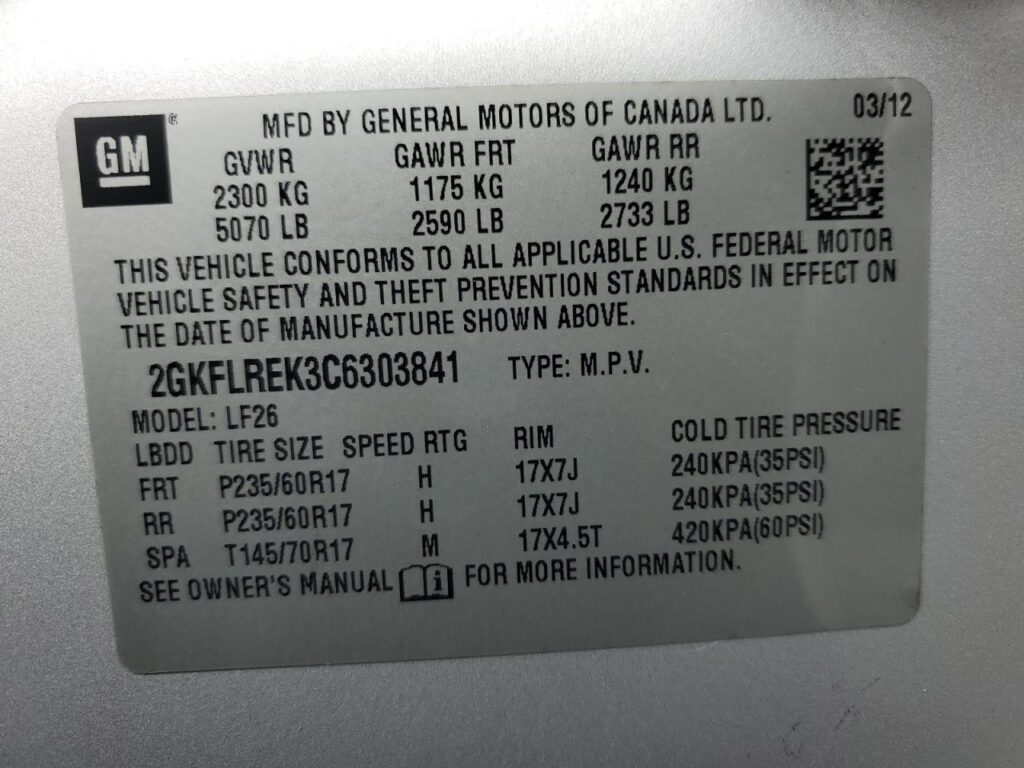 GM ® MFD BY GENERAL MOTORS OF CANADA LTD. 03/12
GVWR GAWR FRT GAWR RR
2300 KG 1175 KG 1240 KG
5070 LB 2590 LB 2733 LB
THIS VEHICLE CONFORMS TO ALL APPLICABLE U.S. FEDERAL MOTOR
VEHICLE SAFETY AND THEFT PREVENTION STANDARDS IN EFFECT ON
THE DATE OF MANUFACTURE SHOWN ABOVE.
2GKFLREK3C6303841 TYPE: M.P.V.
MODEL: LF26
LBDD TIRE SIZE SPEED RTG RIM COLD TIRE PRESSURE
FRT P235/60R17 H 17X7J 240KPA(35PSI)
RR P235/60R17 H 17X7J 240KPA(35PSI)
SPA T145/70R17 M 17X4.5T 420KPA(60PSI)
SEE OWNER'S MANUAL i FOR MORE INFORMATION.